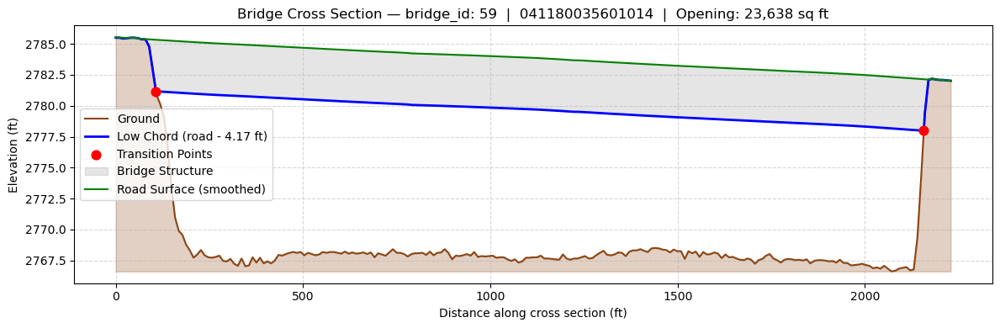 Bridge Cross Section — bridge_id: 59 | 041180035601014 | Opening: 23,638 sq ft
Elevation (ft)
2785.0
2782.5
2780.0
2777.5
2775.0
2772.5
2770.0
2767.5
Ground
Low Chord (road - 4.17 ft)
Transition Points
Bridge Structure
Road Surface (smoothed)
0
500
1000
1500
2000
Distance along cross section (ft)